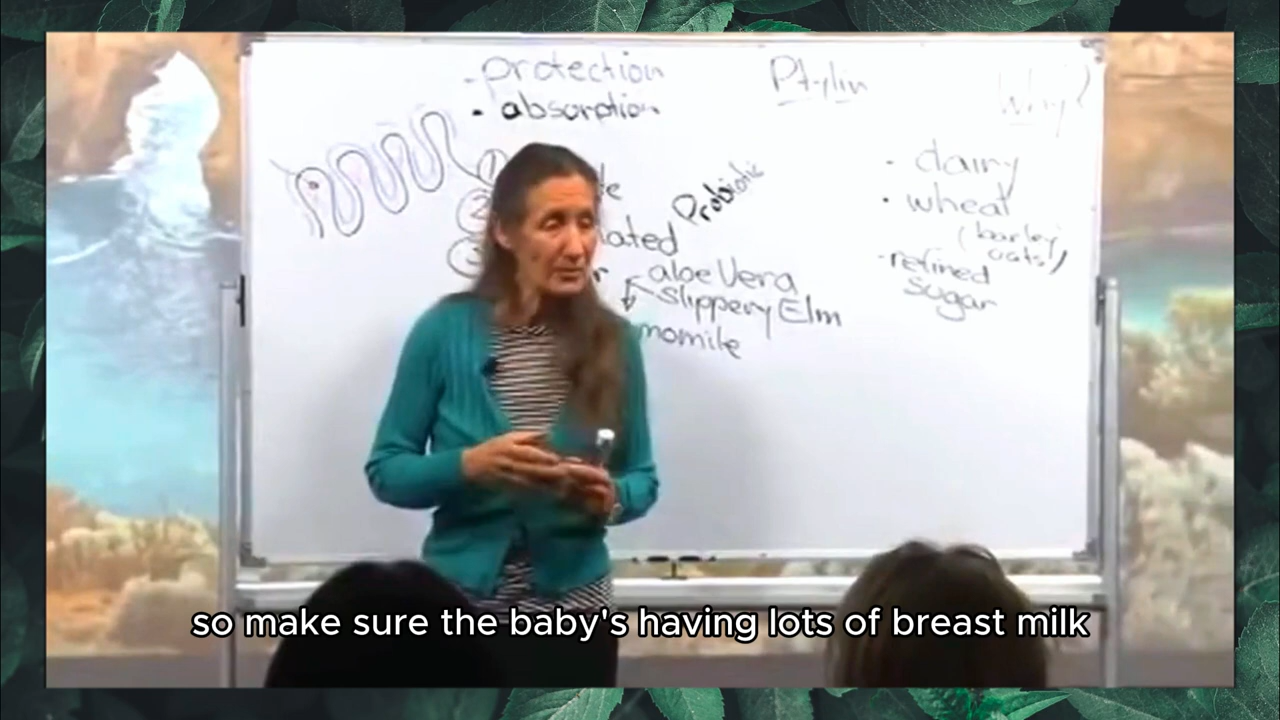 - protection
• absorption
Ptylin
Why?
• dairy
• wheat
(barley
oats)
• refined
sugar
Probiotic
aloe Vera
Slippery Elm
so make sure the baby's having lots of breast milk